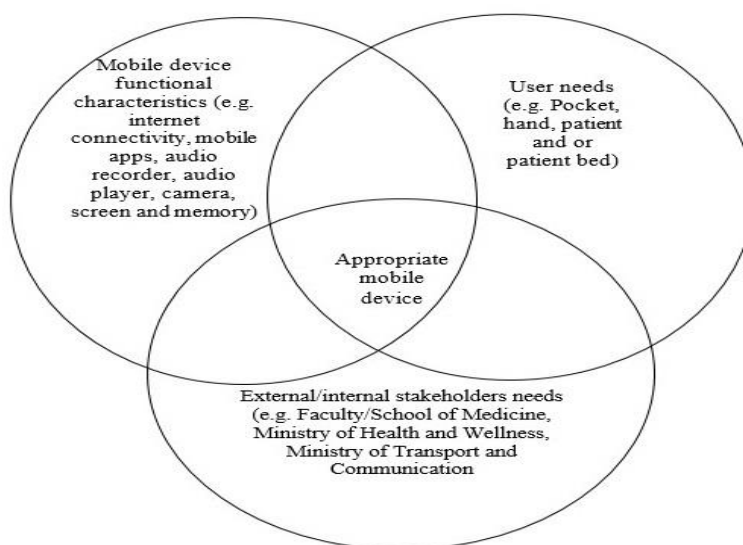 Mobile device
functional
characteristics (e.g.
internet
connectivity, mobile
apps, audio
recorder, audio
player, camera,
screen and memory)
User needs
(e.g. Pocket,
hand, patient
and or
patient bed)
Appropriate
mobile
device
External/internal stakeholders needs
(e.g. Faculty/School of Medicine,
Ministry of Health and Wellness,
Ministry of Transport and
Communication